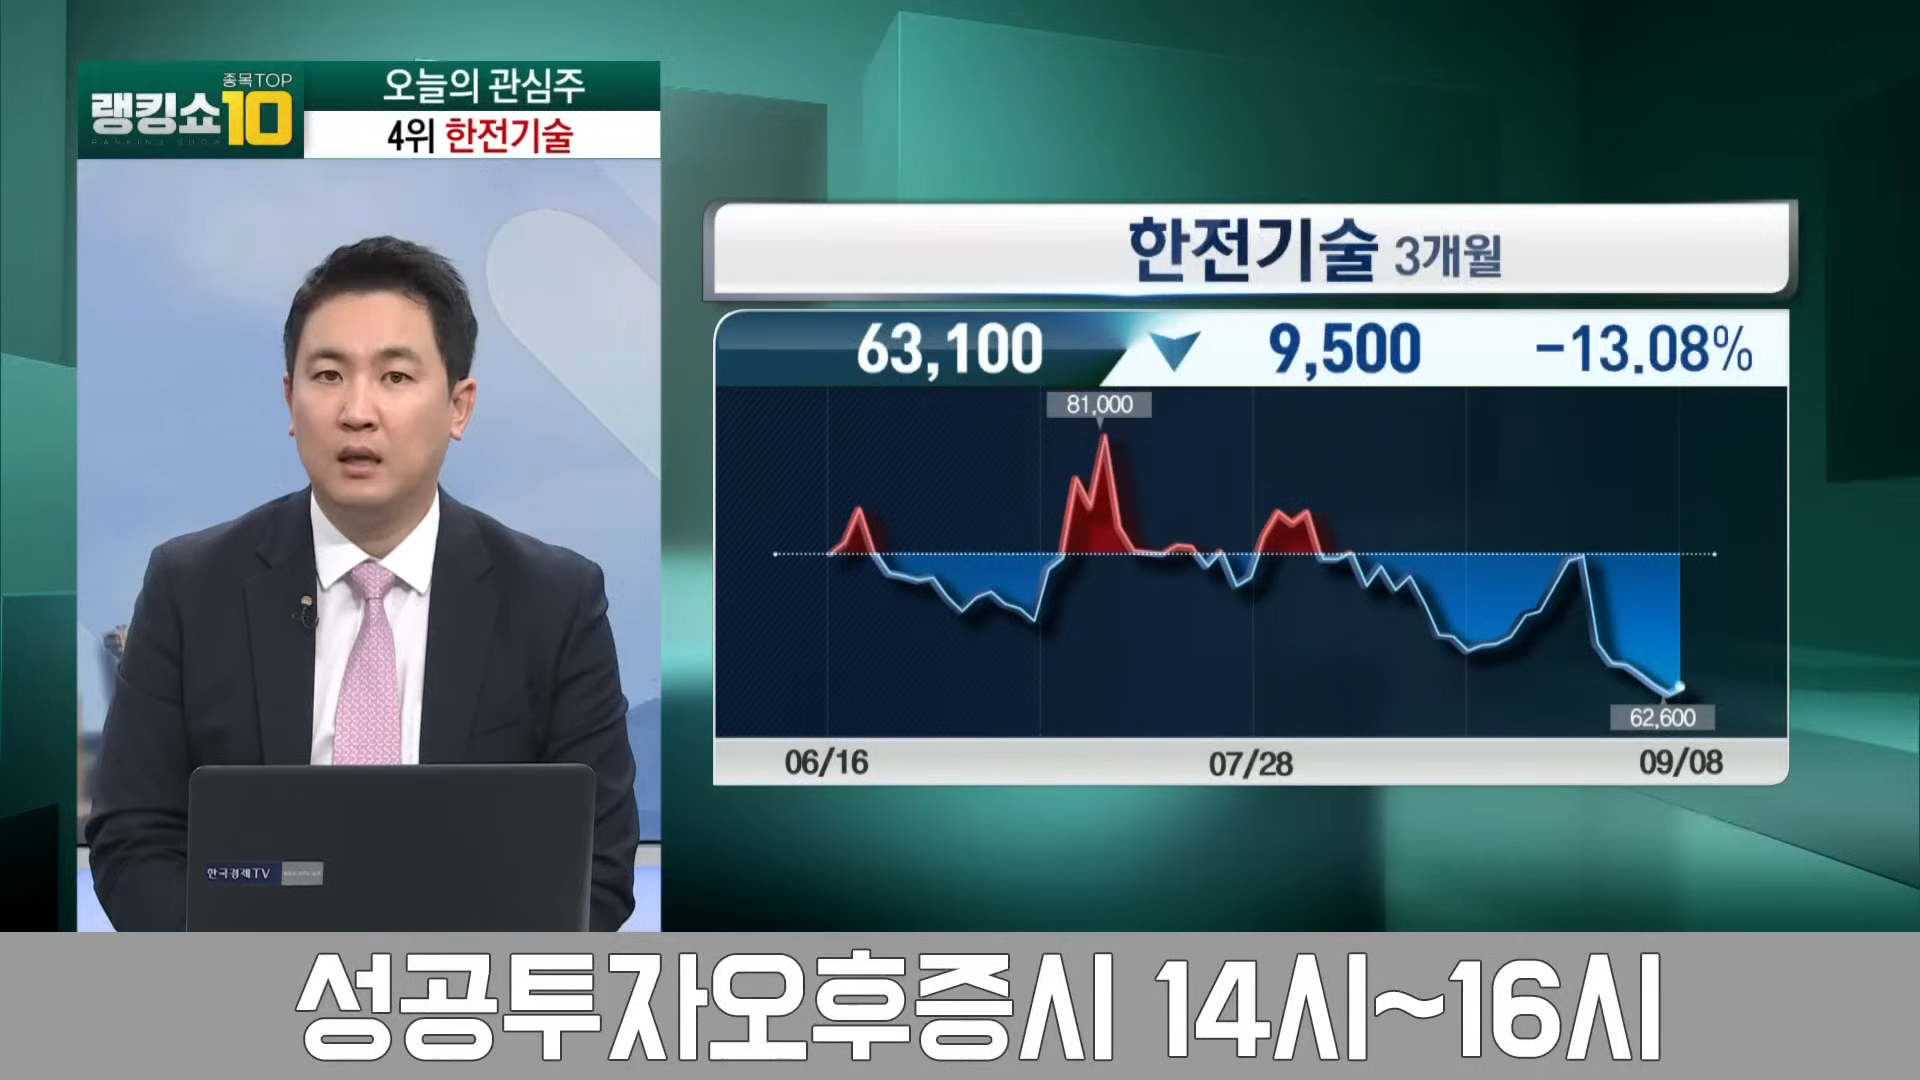 종목TOP
랭킹쇼10
RANKING SHOW
오늘의 관심주
4위 한전기술
한전기술 3개월
63,100 9,500 -13.08%
81,000
62,600
06/16 07/28 09/08
한국경제TV
성공투자오후증시 14시~16시